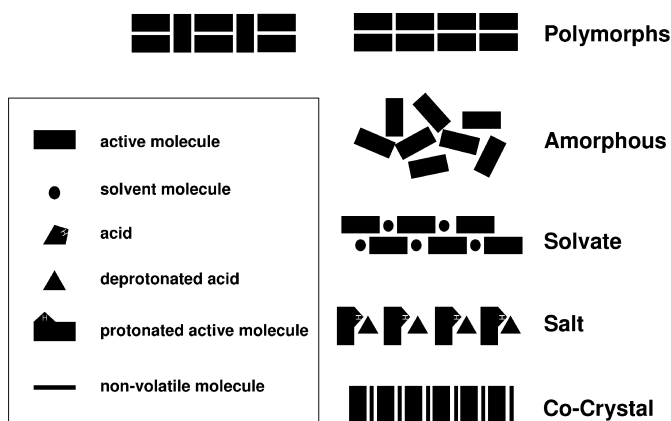 Polymorphs
Amorphous
active molecule
solvent molecule
acid
deprotonated acid
H
protonated active molecule
non-volatile molecule
Solvate
H H H H
Salt
Co-Crystal